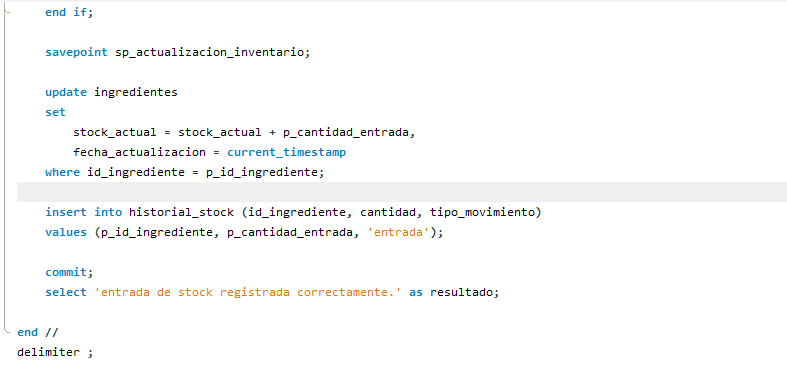 end if;
savepoint sp_actualizacion_inventario;
update ingredientes
set
stock_actual = stock_actual + p_cantidad_entrada,
fecha_actualizacion = current_timestamp
where id_ingrediente = p_id_ingrediente;
insert into historial_stock (id_ingrediente, cantidad, tipo_movimiento)
values (p_id_ingrediente, p_cantidad_entrada, 'entrada');
commit;
select 'entrada de stock registrada correctamente.' as resultado;
end //
delimiter ;